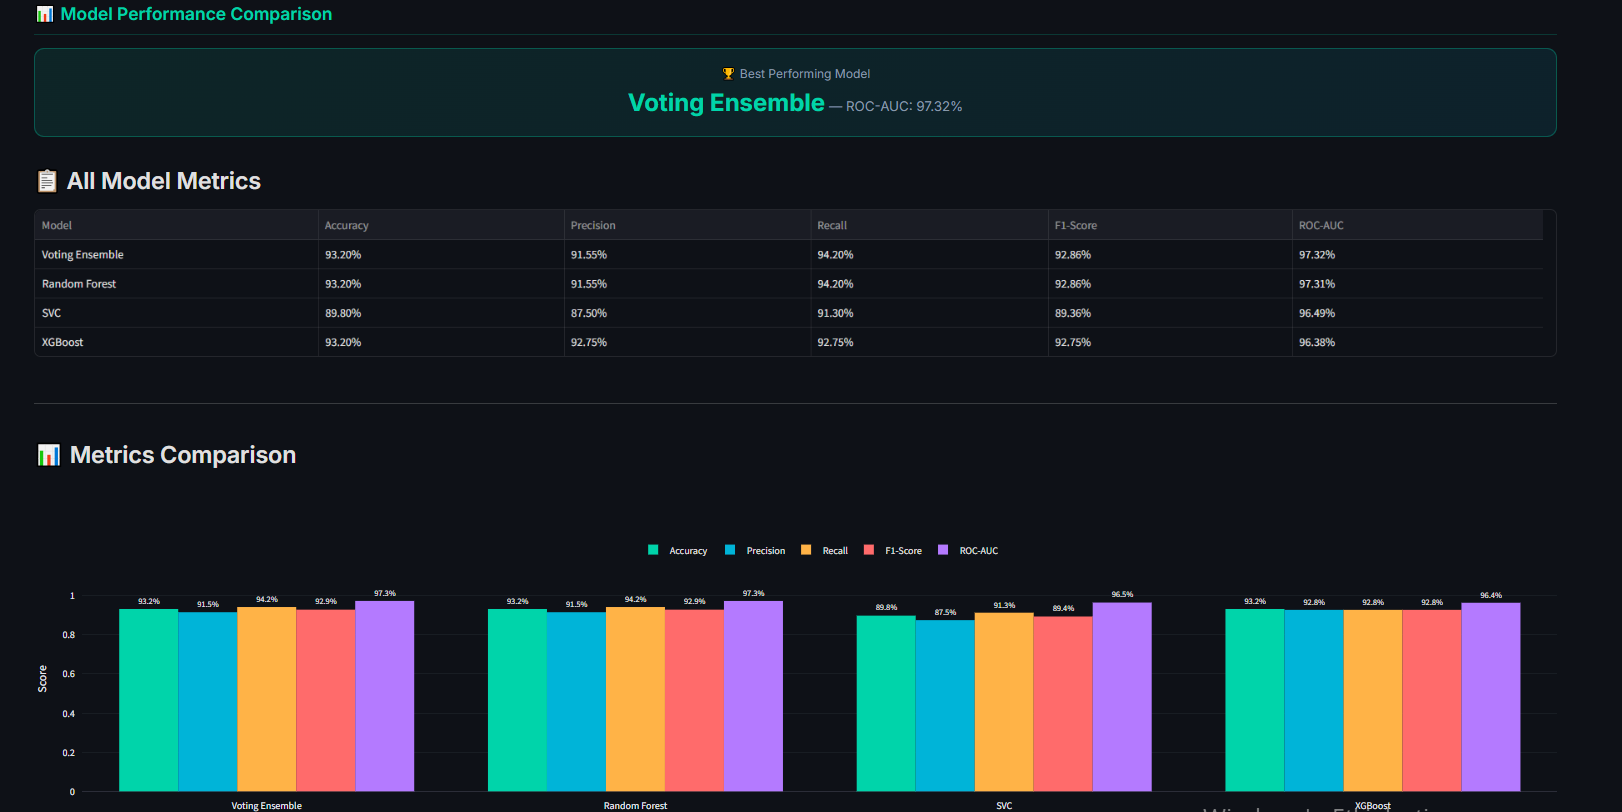 📊 Model Performance Comparison
🏆 Best Performing Model
Voting Ensemble — ROC-AUC: 97.32%
📋 All Model Metrics
Model Accuracy Precision Recall F1-Score ROC-AUC
Voting Ensemble 93.20% 91.55% 94.20% 92.86% 97.32%
Random Forest 93.20% 91.55% 94.20% 92.86% 97.31%
SVC 89.80% 87.50% 91.30% 89.36% 96.49%
XGBoost 93.20% 92.75% 92.75% 92.75% 96.38%
📊 Metrics Comparison
Accuracy Precision Recall F1-Score ROC-AUC
93.2% 91.5% 94.2% 92.9% 97.3% 93.2% 91.5% 94.2% 92.9% 97.3% 89.8% 87.5% 91.3% 89.4% 96.5% 93.2% 92.8% 92.8% 92.8% 96.4%
1
0.8
0.6
0.4
0.2
0
Score
Voting Ensemble Random Forest SVC XGBoost